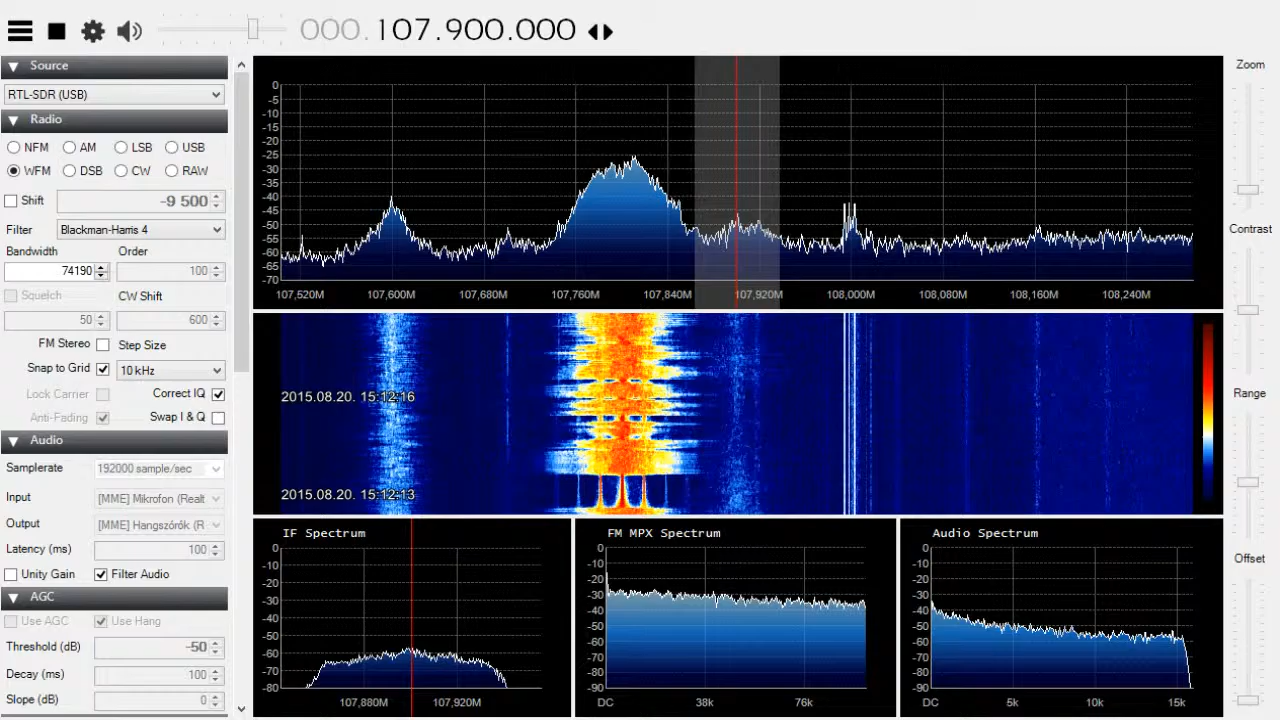 000.107.900.000
Source
RTL-SDR (USB)
Radio
NFM AM LSB USB
WFM DSB CW RAW
Shift -9 500
Filter Blackman-Harris 4
Bandwidth Order
74190 100
Squelch CW Shift
50 600
FM Stereo Step Size
Snap to Grid 10 kHz
Lock Carrier Correct IQ
Anti-Fading Swap I & Q
Audio
Samplerate 192000 sample/sec
Input [MME] Mikrofon (Realt
Output [MME] Hangszórók (R
Latency (ms) 100
Unity Gain Filter Audio
AGC
Use AGC Use Hang
Threshold (dB) -50
Decay (ms) 100
Slope (dB) 0
0
-5
-10
-15
-20
-25
-30
-35
-40
-45
-50
-55
-60
-65
-70
107,520M 107,600M 107,680M 107,760M 107,840M 107,920M 108,000M 108,080M 108,160M 108,240M
2015.08.20. 15:12:16
2015.08.20. 15:12:13
IF Spectrum
0
-10
-20
-30
-40
-50
-60
-70
-80
107,880M 107,920M
FM MPX Spectrum
0
-10
-20
-30
-40
-50
-60
-70
-80
-90
DC 38k 76k
Audio Spectrum
0
-10
-20
-30
-40
-50
-60
-70
-80
-90
DC 5k 10k 15k
Zoom
Contrast
Range
Offset